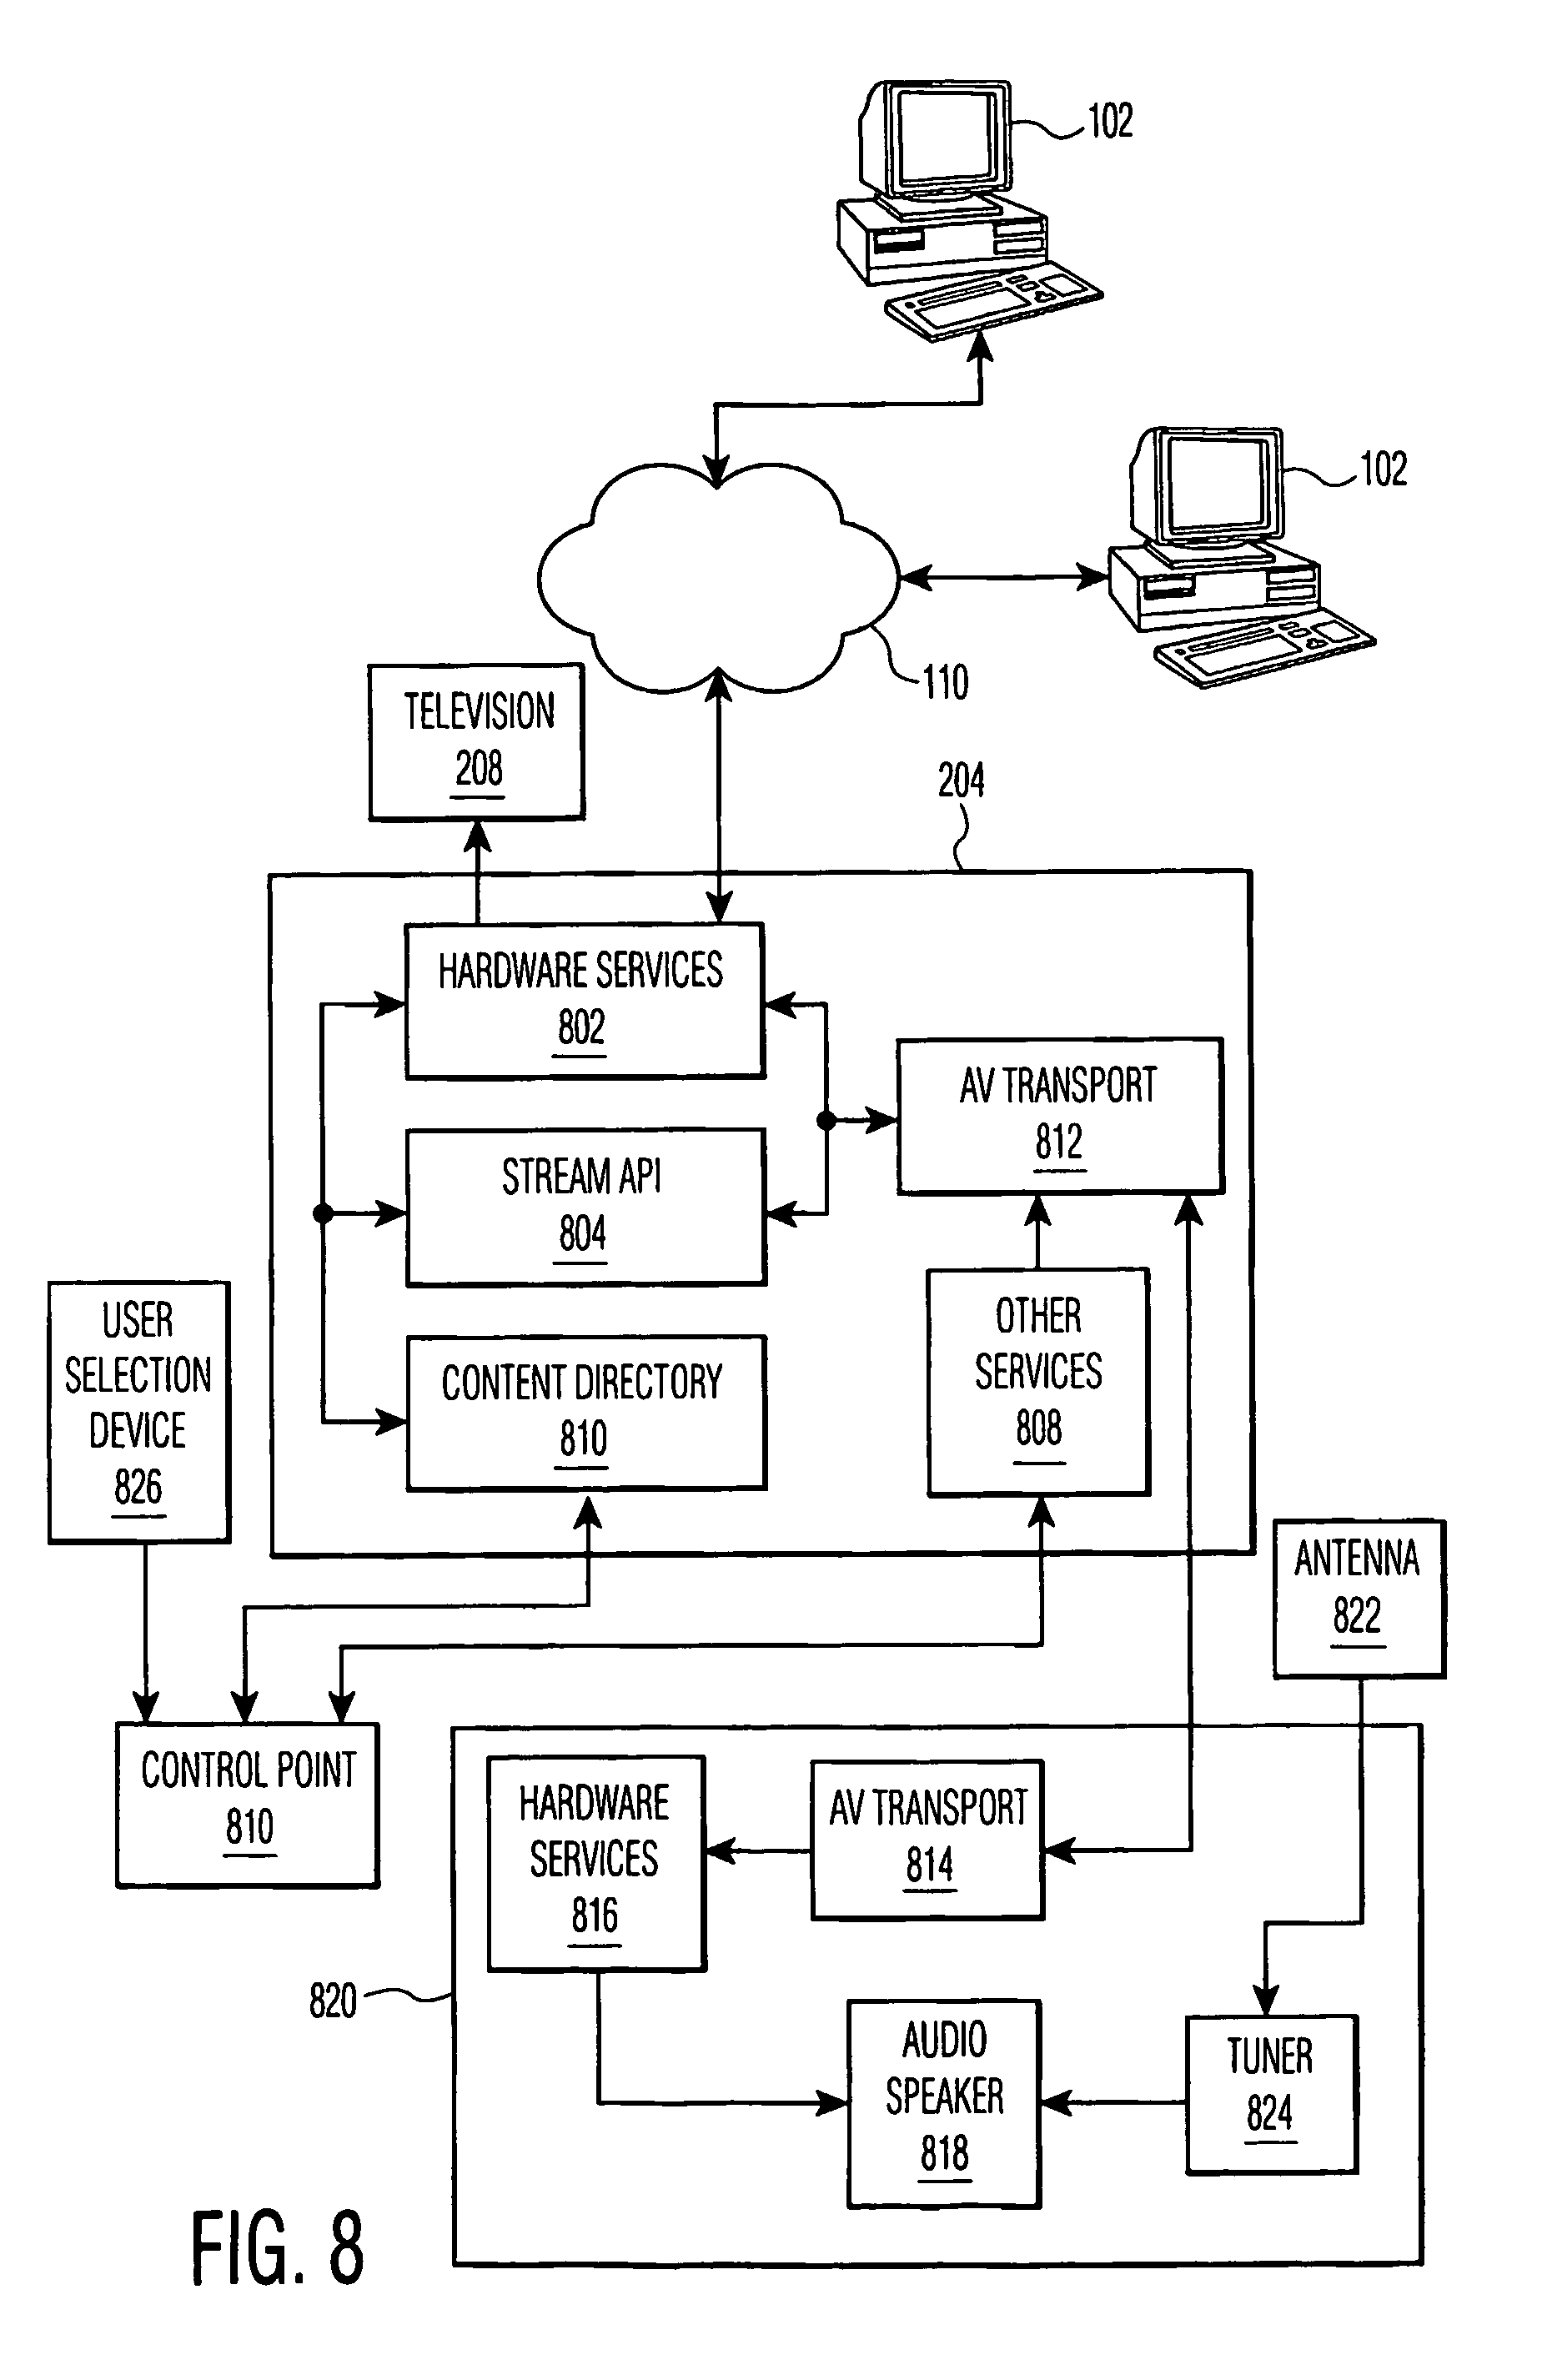 102
102
110
TELEVISION
208
204
HARDWARE SERVICES
802
AV TRANSPORT
812
STREAM API
804
USER
SELECTION
DEVICE
826
OTHER
SERVICES
808
CONTENT DIRECTORY
810
ANTENNA
822
CONTROL POINT
810
HARDWARE
SERVICES
816
AV TRANSPORT
814
820
AUDIO
SPEAKER
818
TUNER
824
FIG. 8